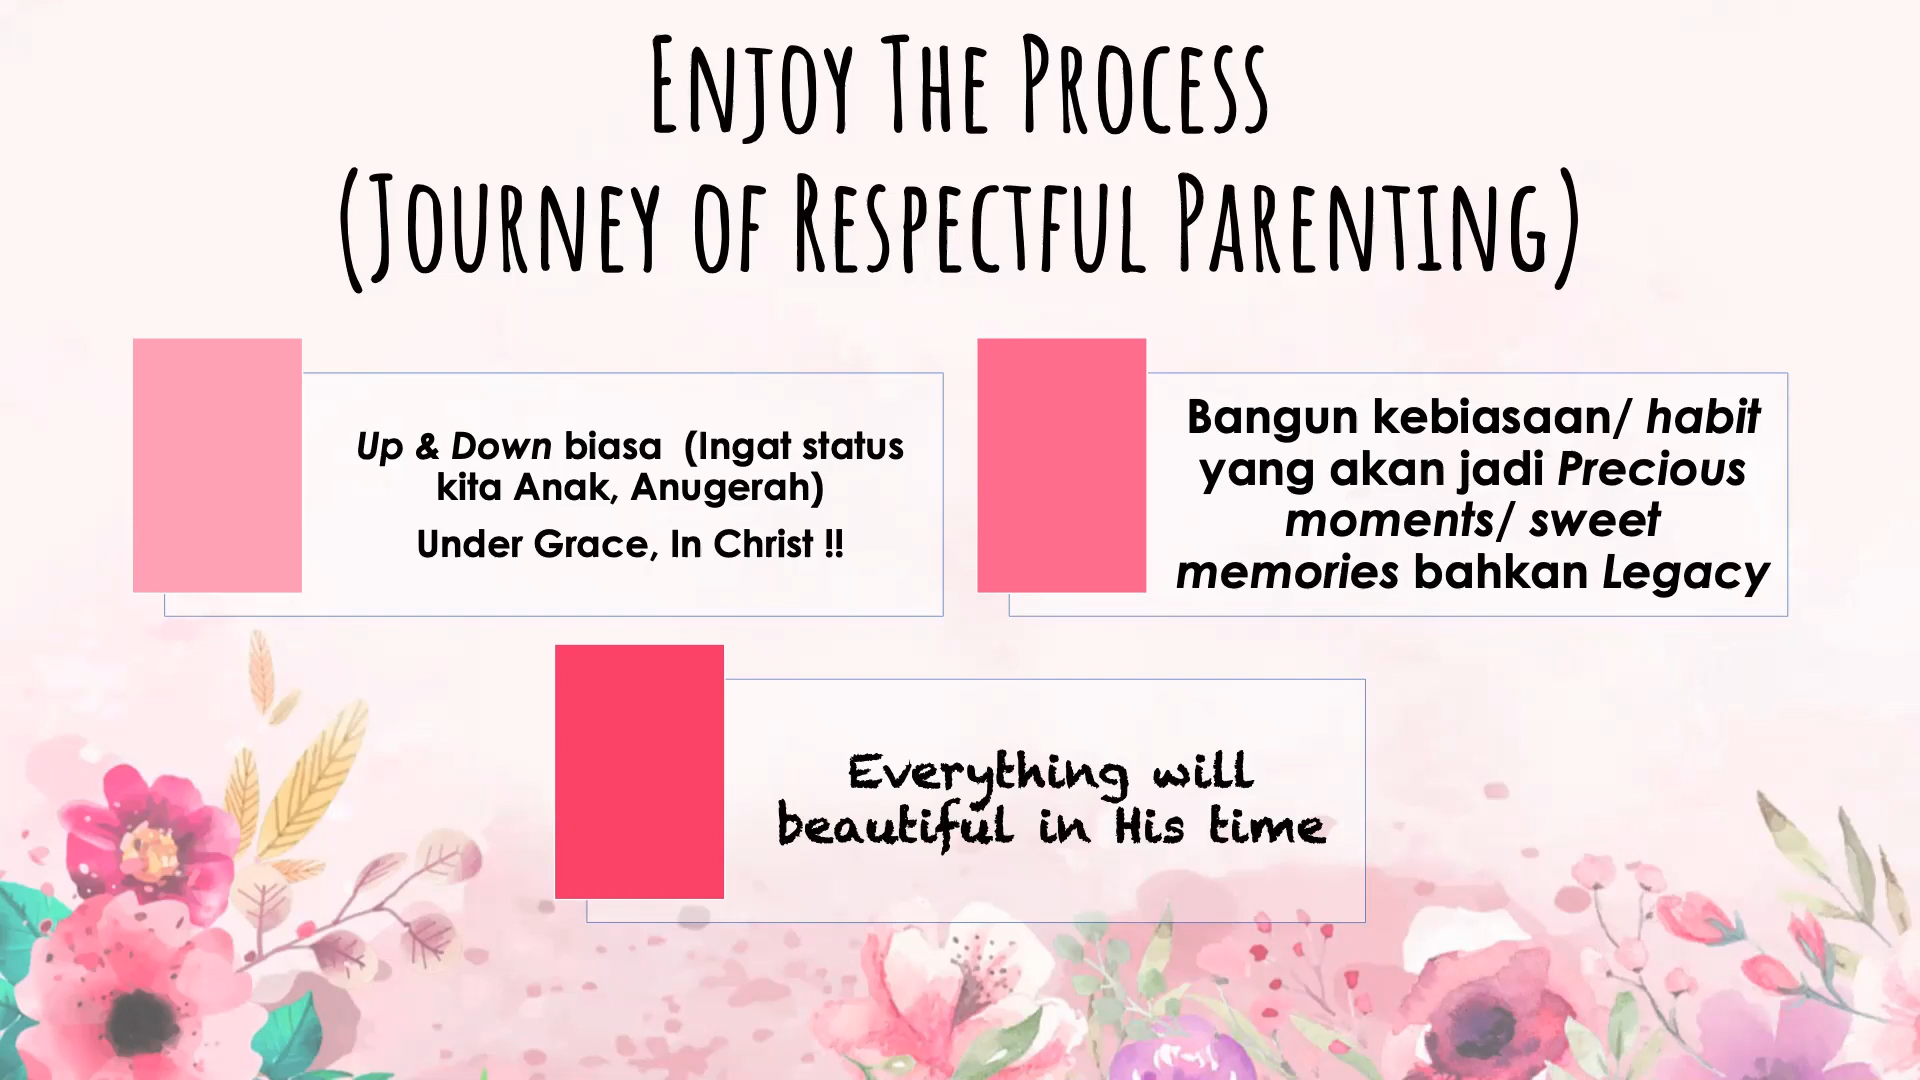 Enjoy The Process
(Journey of Respectful Parenting)
Up & Down biasa  (Ingat status
kita Anak, Anugerah)
Under Grace, In Christ !!
Bangun kebiasaan/ habit
yang akan jadi Precious
moments/ sweet
memories bahkan Legacy
Everything will
beautiful in His time